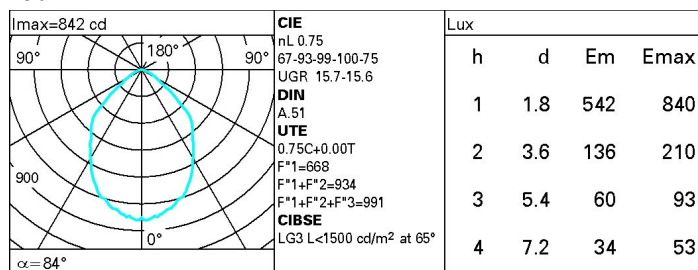 Imax=842 cd
90°
180°
90°
900
0°
α=84°
CIE
nL 0.75
67-93-99-100-75
UGR 15.7-15.6
DIN
A.51
UTE
0.75C+0.00T
F"1=668
F"1+F"2=934
F"1+F"2+F"3=991
CIBSE
LG3 L<1500 cd/m² at 65°
Lux
h d Em Emax
1 1.8 542 840
2 3.6 136 210
3 5.4 60 93
4 7.2 34 53